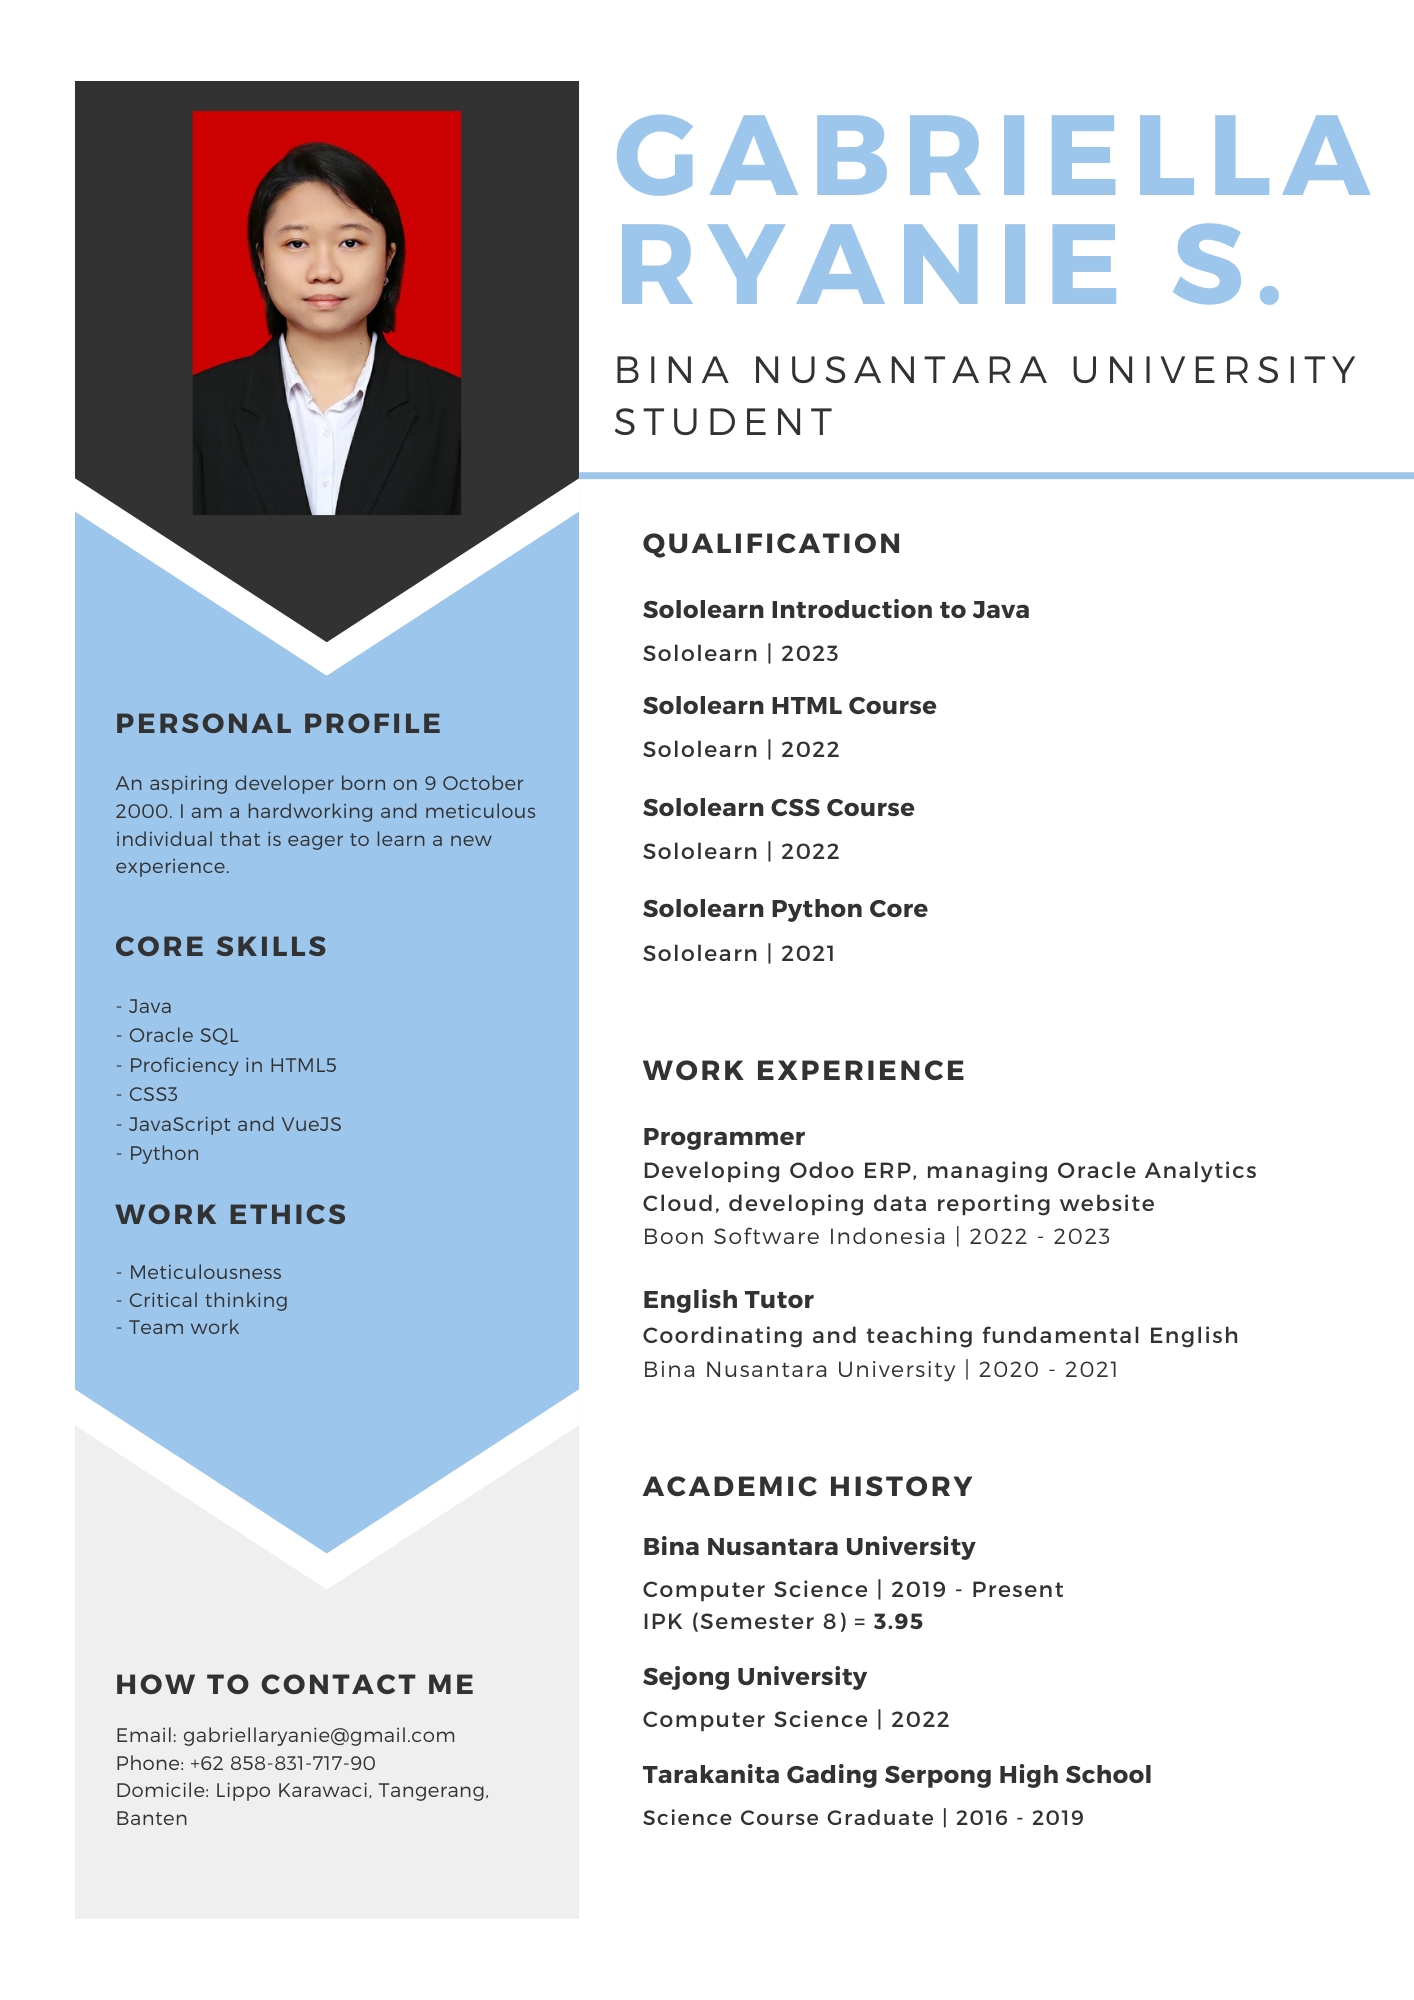 GABRIELLA
RYANIE S.
BINA NUSANTARA UNIVERSITY
STUDENT
PERSONAL PROFILE
An aspiring developer born on 9 October
2000. I am a hardworking and meticulous
individual that is eager to learn a new
experience.
CORE SKILLS
- Java
- Oracle SQL
- Proficiency in HTML5
- CSS3
- JavaScript and VueJS
- Python
WORK ETHICS
- Meticulousness
- Critical thinking
- Team work
HOW TO CONTACT ME
Email: gabriellaryanie@gmail.com
Phone: +62 858-831-717-90
Domicile: Lippo Karawaci, Tangerang,
Banten
QUALIFICATION
Sololearn Introduction to Java
Sololearn | 2023
Sololearn HTML Course
Sololearn | 2022
Sololearn CSS Course
Sololearn | 2022
Sololearn Python Core
Sololearn | 2021
WORK EXPERIENCE
Programmer
Developing Odoo ERP, managing Oracle Analytics
Cloud, developing data reporting website
Boon Software Indonesia | 2022 - 2023
English Tutor
Coordinating and teaching fundamental English
Bina Nusantara University | 2020 - 2021
ACADEMIC HISTORY
Bina Nusantara University
Computer Science | 2019 - Present
IPK (Semester 8) = 3.95
Sejong University
Computer Science | 2022
Tarakanita Gading Serpong High School
Science Course Graduate | 2016 - 2019